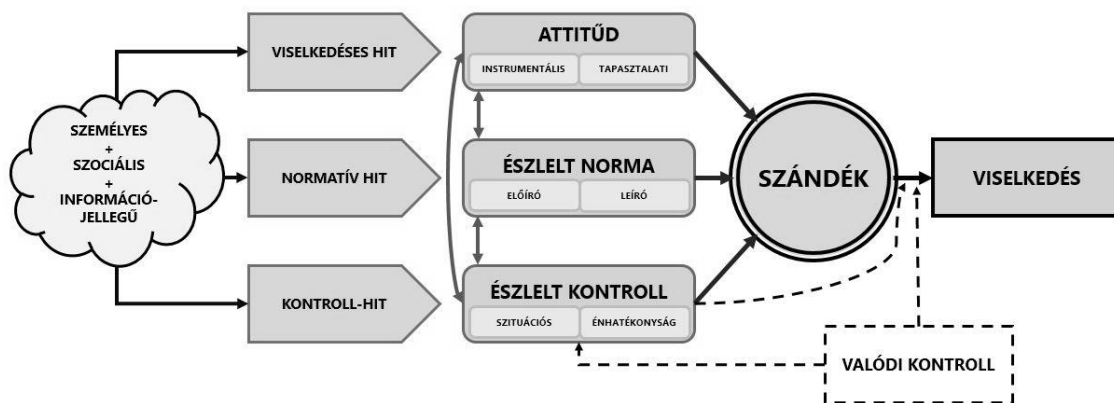 SZEMÉLYES
+
SZOCIÁLIS
+
INFORMÁCIÓ-
JELLEGŰ
VISELKEDÉSES HIT
NORMATÍV HIT
KONTROLL-HIT
ATTITŰD
INSTRUMENTÁLIS
TAPASZTALATI
ÉSZLELT NORMA
ELŐÍRÓ
LEÍRÓ
ÉSZLELT KONTROLL
SZITUÁCIÓS
ÉNHATÉKONYSÁG
SZÁNDÉK
VISELKEDÉS
VALÓDI KONTROLL